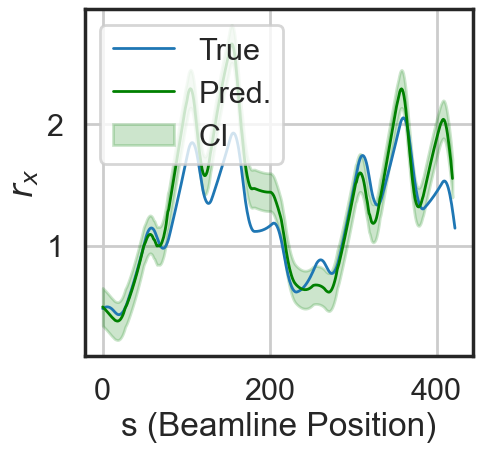 True
Pred.
CI
2
1
r_x
0 200 400
s (Beamline Position)